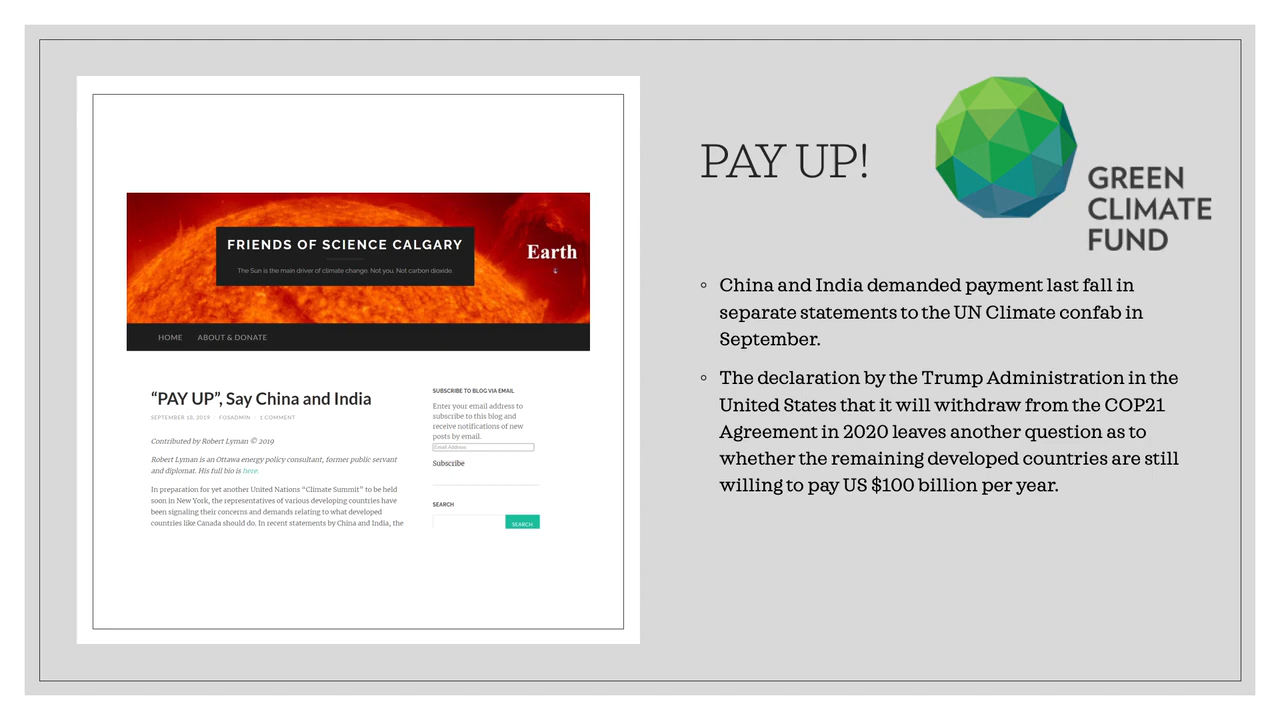 FRIENDS OF SCIENCE CALGARY
The Sun is the main driver of climate change. Not you. Not carbon dioxide.
Earth
HOME ABOUT & DONATE
“PAY UP”, Say China and India
SEPTEMBER 18, 2019 · FOSADMIN · 1 COMMENT
Contributed by Robert Lyman © 2019
Robert Lyman is an Ottawa energy policy consultant, former public servant
and diplomat. His full bio is here.
In preparation for yet another United Nations “Climate Summit” to be held
soon in New York, the representatives of various developing countries have
been signaling their concerns and demands relating to what developed
countries like Canada should do. In recent statements by China and India, the
SUBSCRIBE TO BLOG VIA EMAIL
Enter your email address to
subscribe to this blog and
receive notifications of new
posts by email.
Email Address
Subscribe
SEARCH
SEARCH
PAY UP!
GREEN
CLIMATE
FUND
◦ China and India demanded payment last fall in
separate statements to the UN Climate confab in
September.
◦ The declaration by the Trump Administration in the
United States that it will withdraw from the COP21
Agreement in 2020 leaves another question as to
whether the remaining developed countries are still
willing to pay US $100 billion per year.